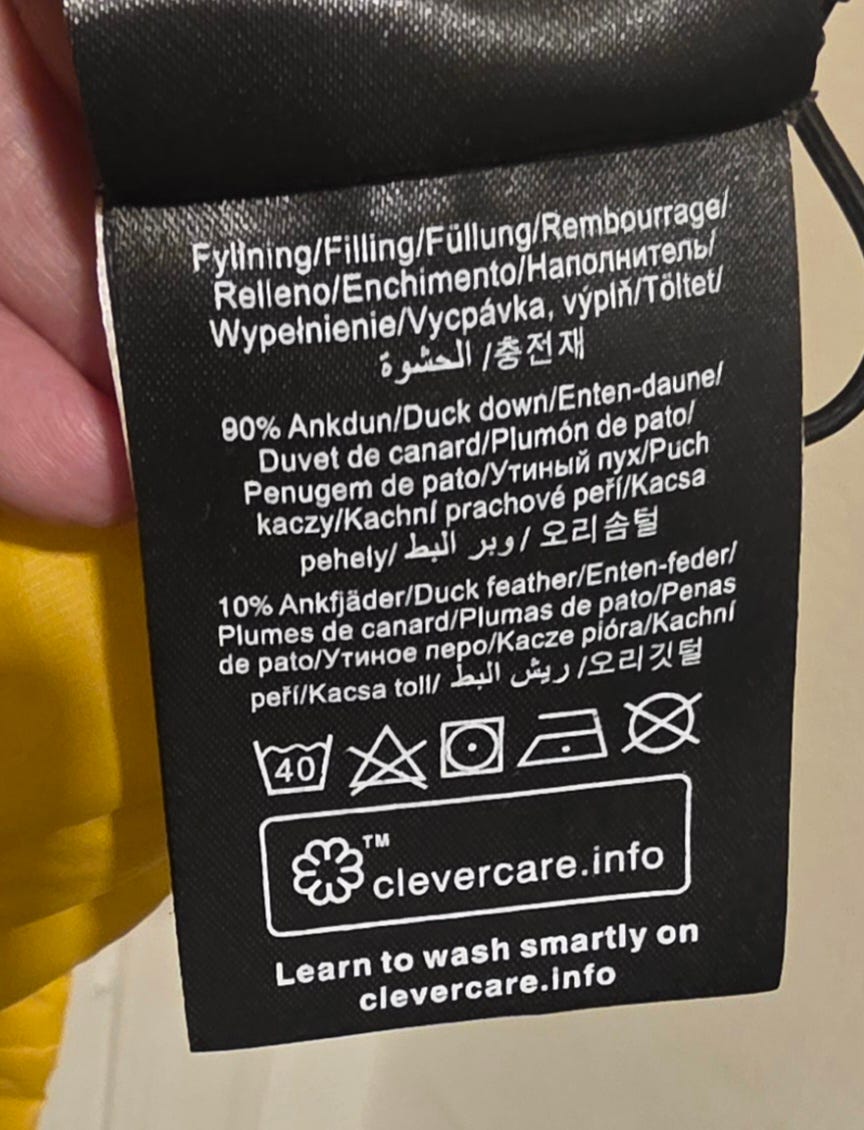 Fyllning/Filling/Füllung/Rembourrage/
Relleno/Enchimento/Наполнитель/
Wypełnienie/Vycpávka, výplň/Töltet/
الحشوة /충전재
90% Ankdun/Duck down/Enten-daune/
Duvet de canard/Plumón de pato/
Penugem de pato/Утиный пух/Puch
kaczy/Kachní prachové peří/Kacsa
pehely/ وبر البط / 오리솜털
10% Ankfjäder/Duck feather/Enten-feder/
Plumes de canard/Plumas de pato/Penas
de pato/Утиное перо/Kacze pióra/Kachní
peří/Kacsa toll/ ريش البط /오리깃털
40
TM
clevercare.info
Learn to wash smartly on
clevercare.info